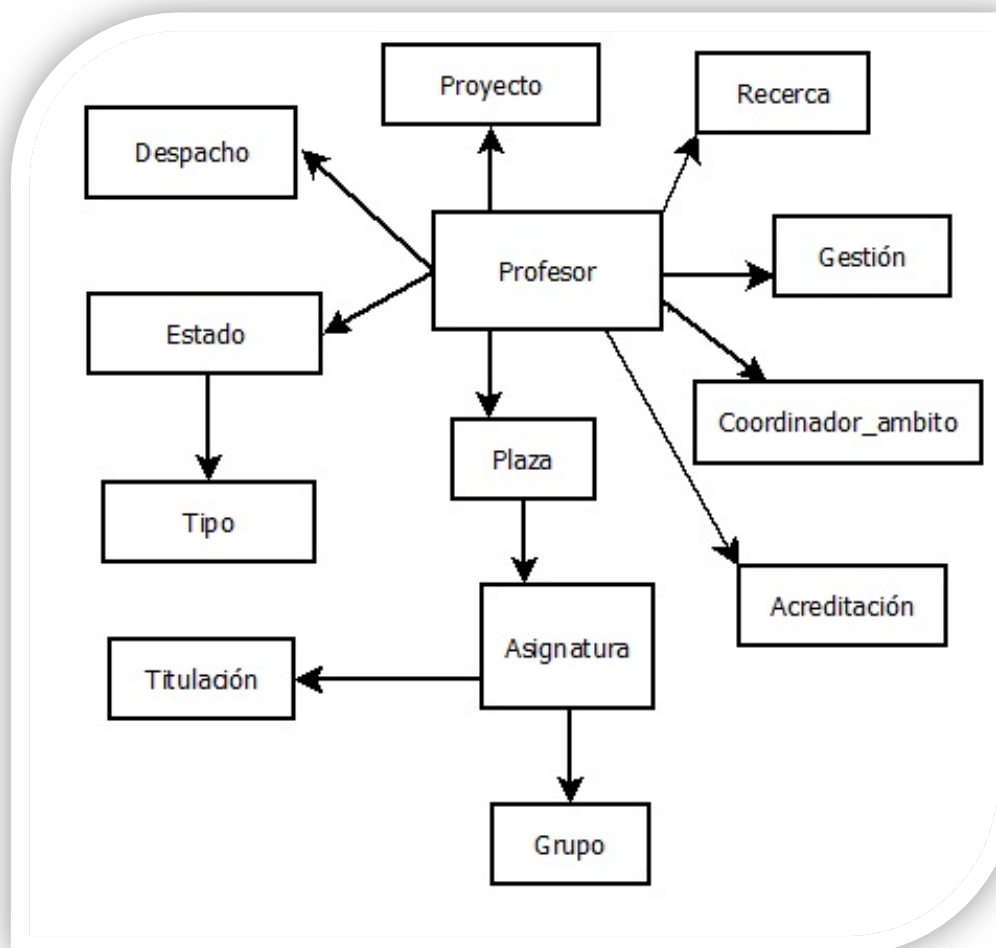 Proyecto
Recerca
Despacho
Profesor
Gestión
Estado
Coordinador_ambito
Plaza
Tipo
Acreditación
Asignatura
Titulación
Grupo